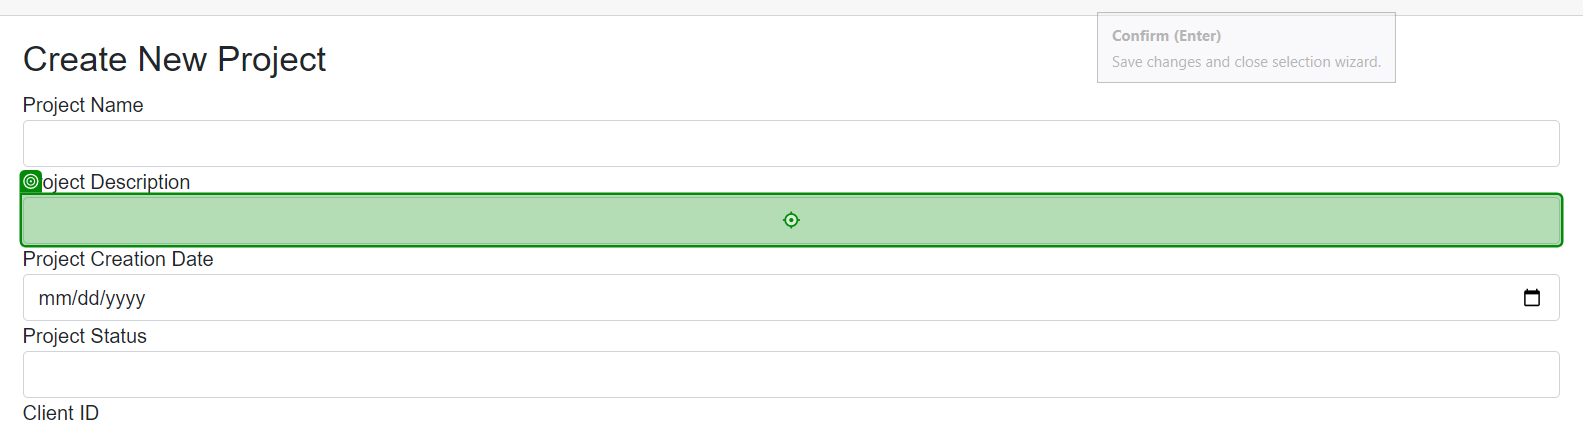 Confirm (Enter)
Save changes and close selection wizard.
Create New Project
Project Name
oject Description
Project Creation Date
mm/dd/yyyy
Project Status
Client ID